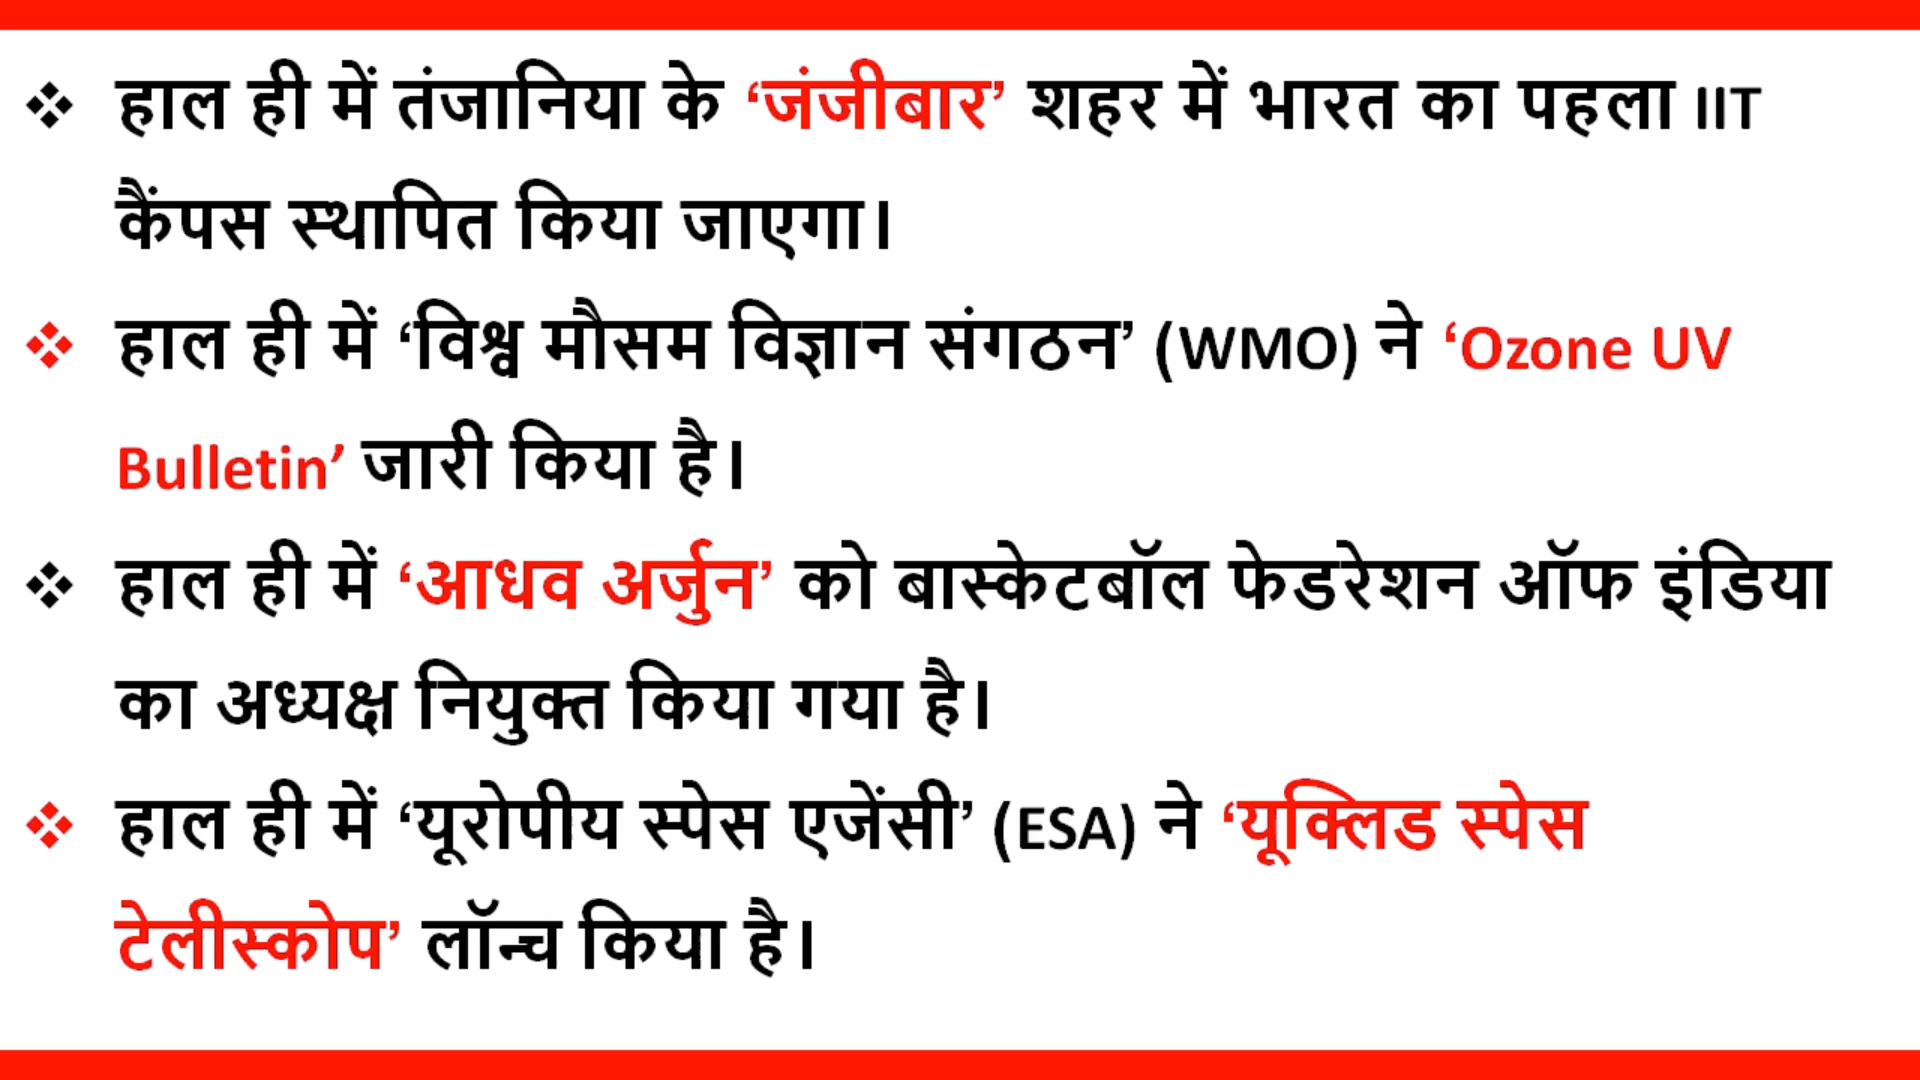 ❖ हाल ही में तंजानिया के ‘जंजीबार’ शहर में भारत का पहला IIT
कैंपस स्थापित किया जाएगा।
❖ हाल ही में ‘विश्व मौसम विज्ञान संगठन’ (WMO) ने ‘Ozone UV
Bulletin’ जारी किया है।
❖ हाल ही में ‘आधव अर्जुन’ को बास्केटबॉल फेडरेशन ऑफ इंडिया
का अध्यक्ष नियुक्त किया गया है।
❖ हाल ही में ‘यूरोपीय स्पेस एजेंसी’ (ESA) ने ‘यूक्लिड स्पेस
टेलीस्कोप’ लॉन्च किया है।